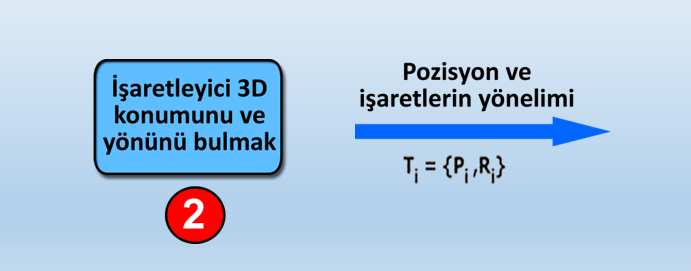 İşaretleyici 3D
konumunu ve
yönünü bulmak
2
Pozisyon ve
işaretlerin yönelimi
Tᵢ = {Pᵢ ,Rᵢ}